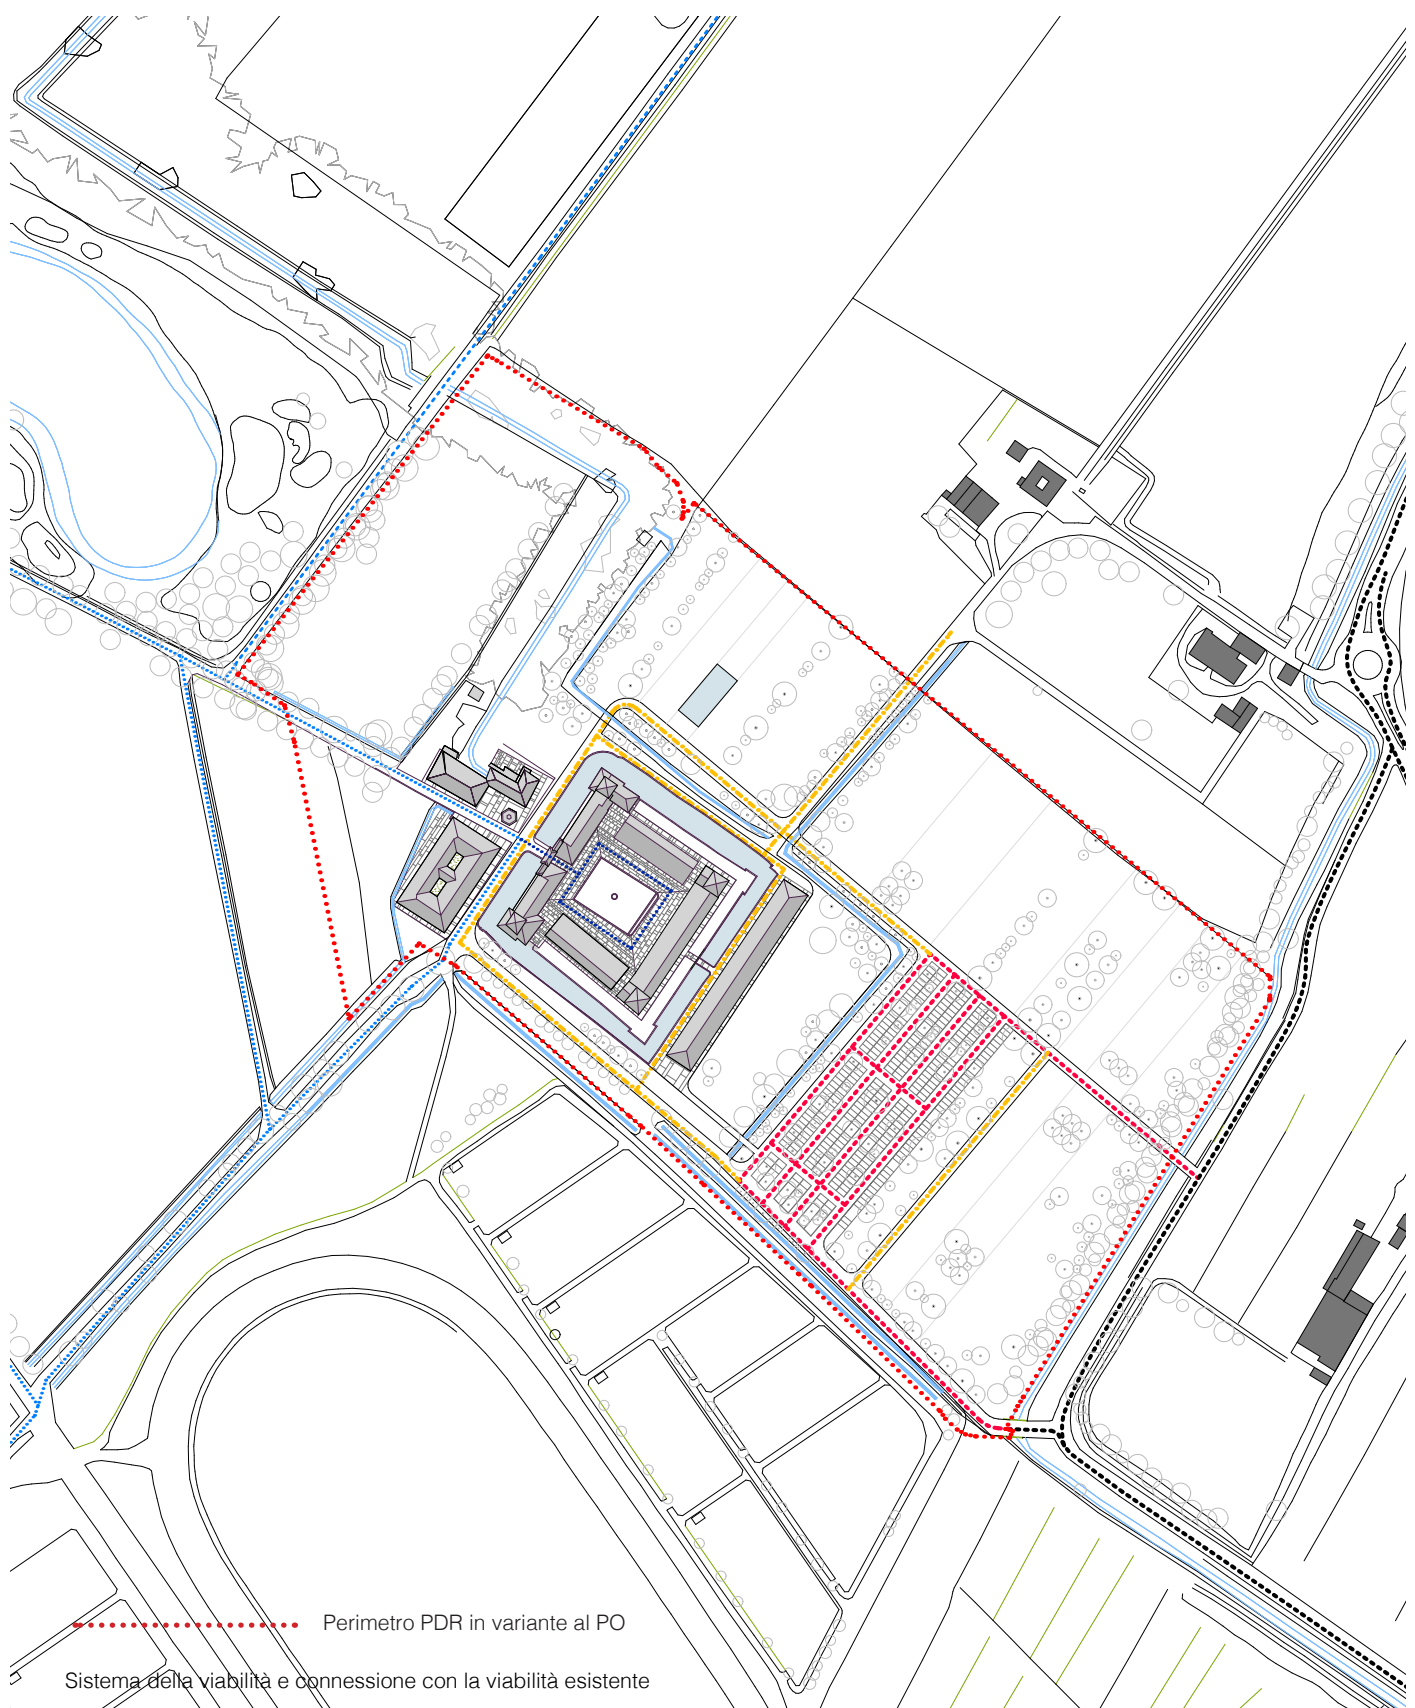 Perimetro PDR in variante al PO
Sistema della viabilità e connessione con la viabilità esistente